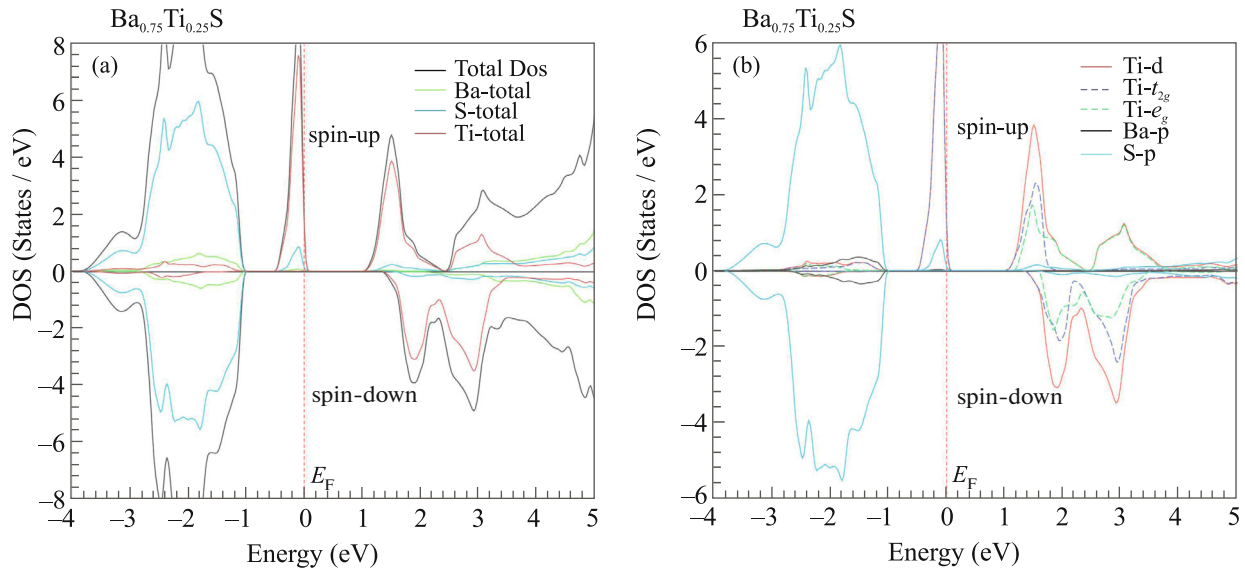 Ba0.75Ti0.25S
(a)
Total Dos
Ba-total
S-total
Ti-total
spin-up
spin-down
EF
DOS (States / eV)
8
6
4
2
0
–2
–4
–6
–8
–4 –3 –2 –1 0 1 2 3 4 5
Energy (eV)
Ba0.75Ti0.25S
(b)
Ti-d
Ti-t2g
Ti-eg
Ba-p
S-p
spin-up
spin-down
EF
DOS (States / eV)
6
4
2
0
–2
–4
–6
–4 –3 –2 –1 0 1 2 3 4 5
Energy (eV)